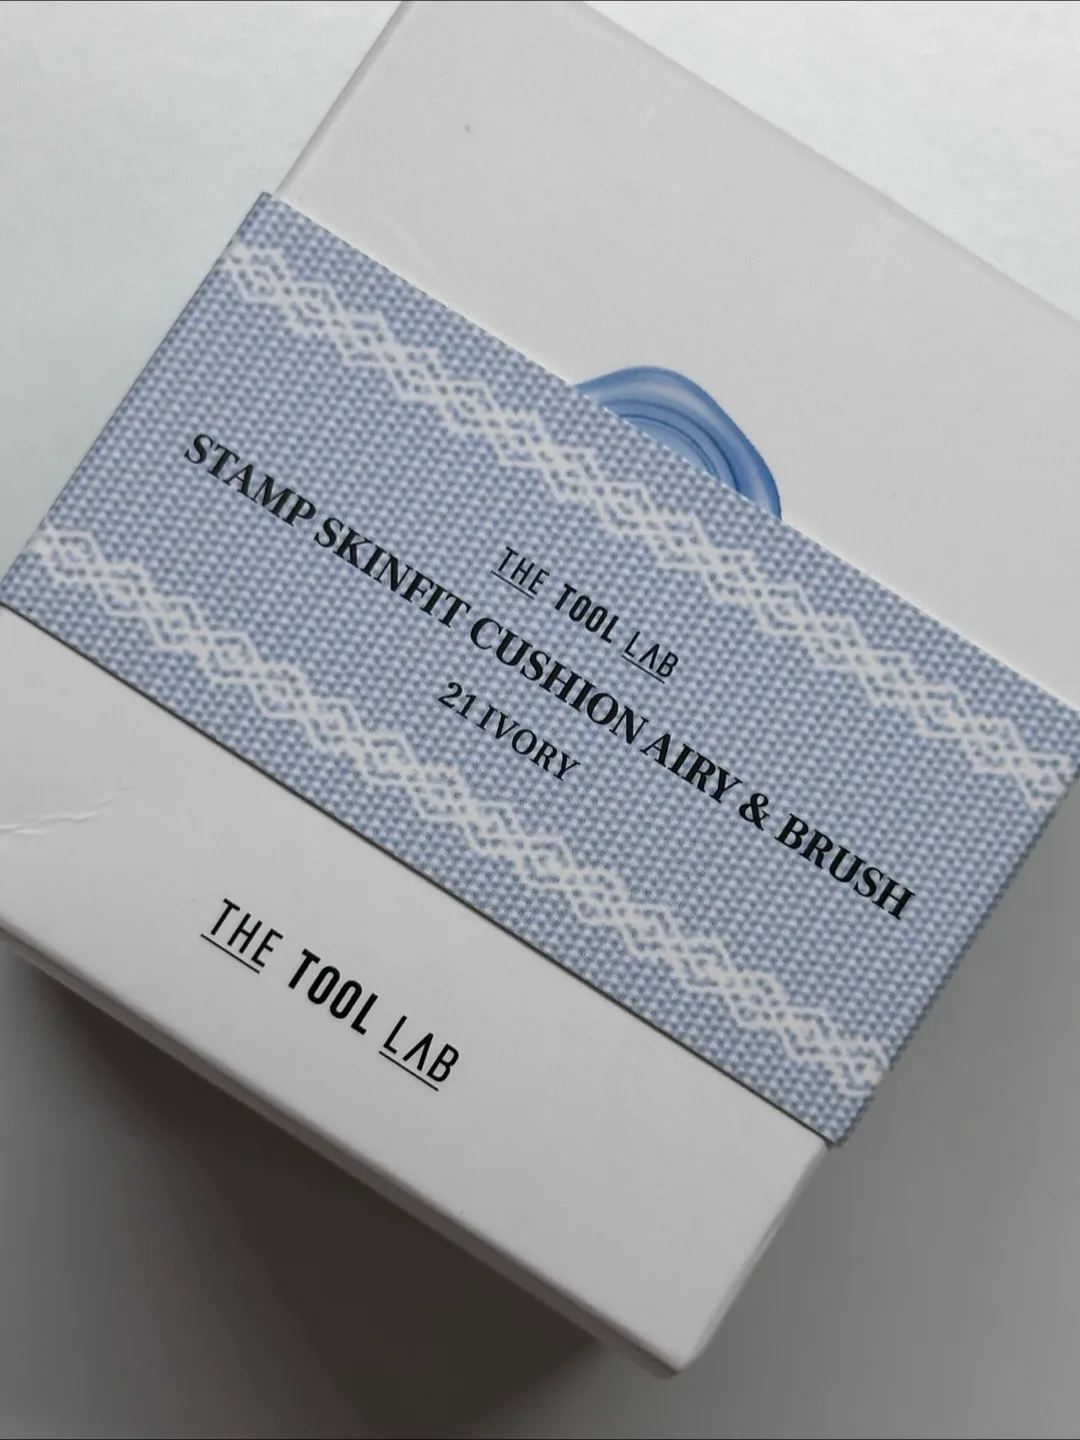 THE TOOL LAB
STAMP SKINFIT CUSHION AIRY & BRUSH
21 IVORY
THE TOOL LAB